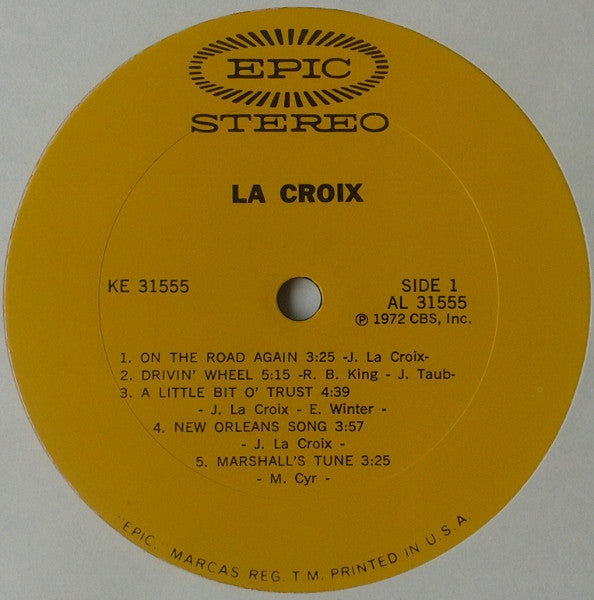 EPIC
STEREO
LA CROIX
KE 31555
SIDE 1
AL 31555
Ⓟ 1972 CBS, Inc.
1. ON THE ROAD AGAIN 3:25 -J. La Croix-
2. DRIVIN' WHEEL 5:15 -R. B. King - J. Taub-
3. A LITTLE BIT O' TRUST 4:39
- J. La Croix - E. Winter -
4. NEW ORLEANS SONG 3:57
- J. La Croix -
5. MARSHALL'S TUNE 3:25
- M. Cyr -
EPIC. MARCAS REG. T.M. PRINTED IN U.S.A.